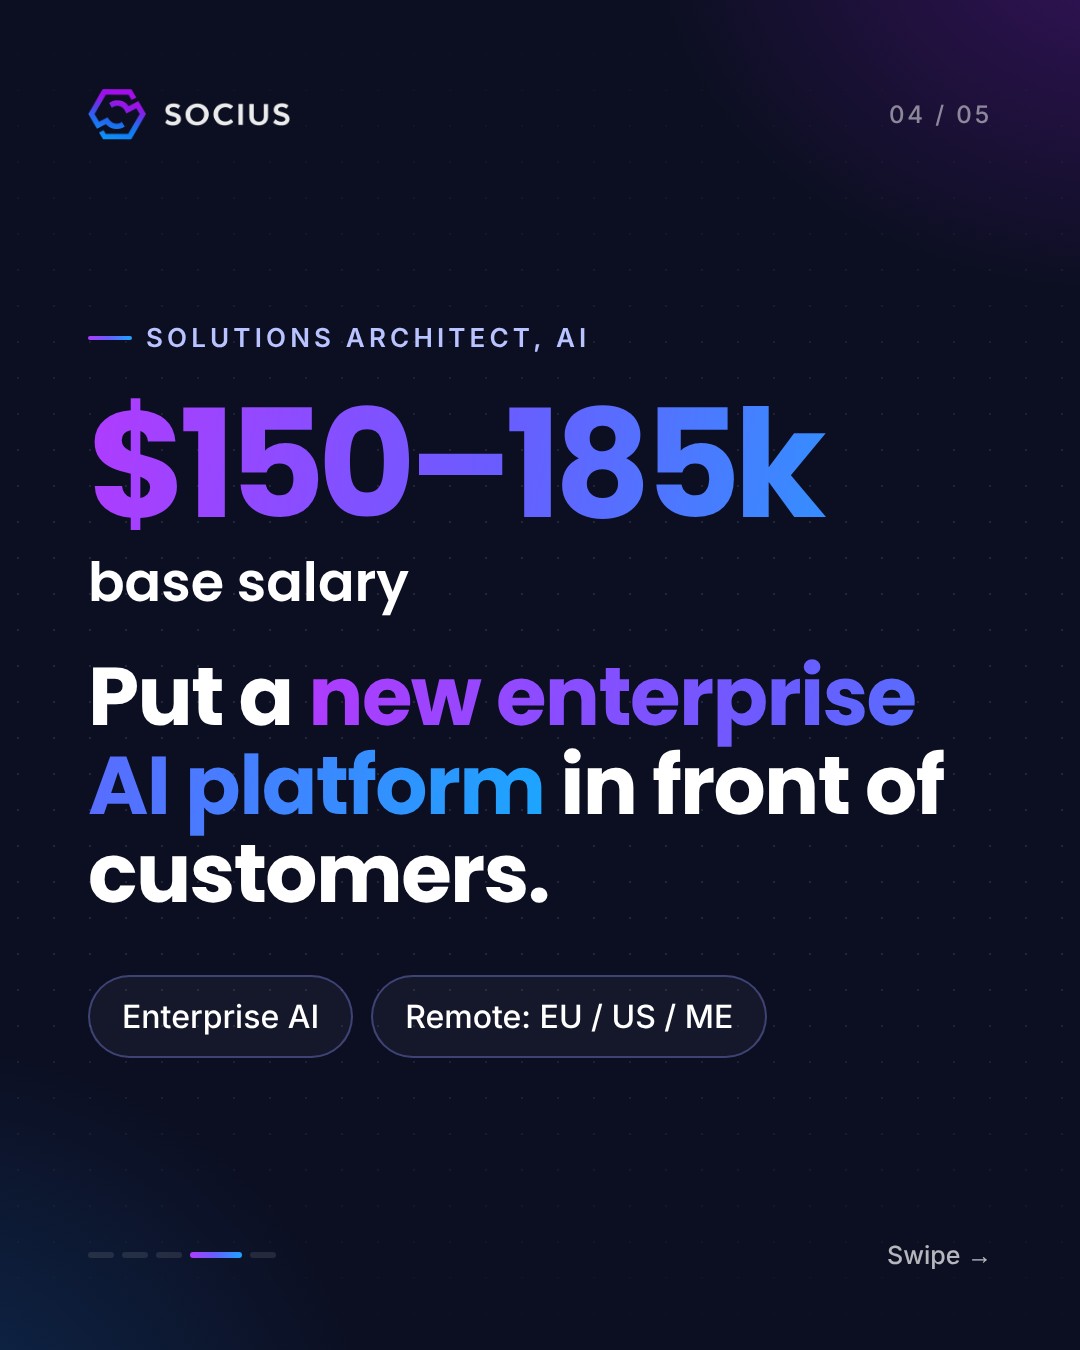 SOCIUS
04 / 05
SOLUTIONS ARCHITECT, AI
$150–185k
base salary
Put a new enterprise
AI platform in front of
customers.
Enterprise AI
Remote: EU / US / ME
Swipe →